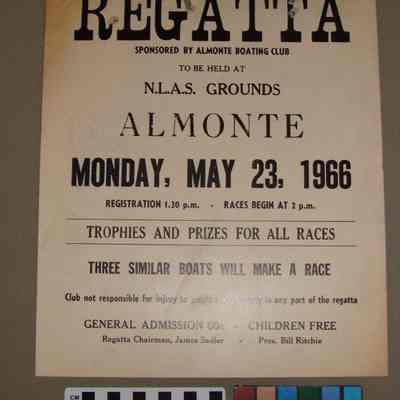 REGATTA
SPONSORED BY ALMONTE BOATING CLUB
TO BE HELD AT
N.L.A.S. GROUNDS
ALMONTE
MONDAY, MAY 23, 1966
REGISTRATION 1.30 p.m. - RACES BEGIN AT 2 p.m.
TROPHIES AND PRIZES FOR ALL RACES
THREE SIMILAR BOATS WILL MAKE A RACE
Club not responsible for injury to in any part of the regatta
GENERAL ADMISSION - CHILDREN FREE
Regatta Chairman, James Sadler - Pres. Bill Ritchie
CM